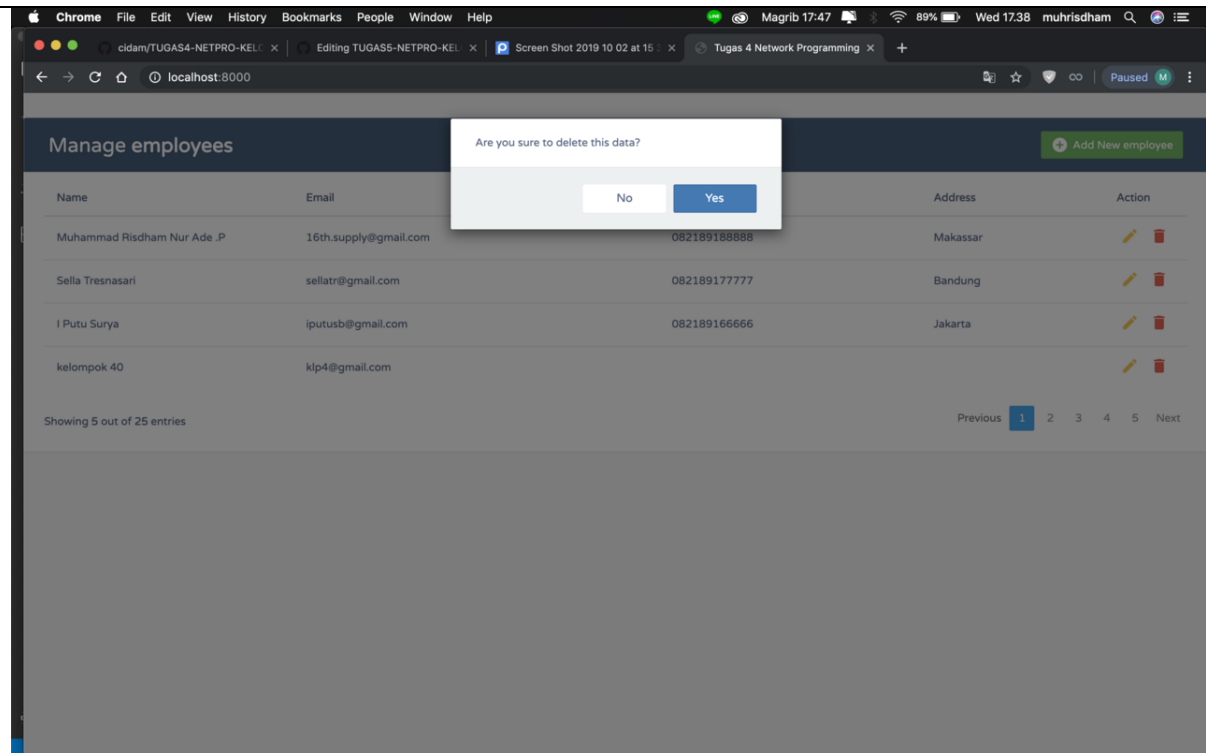 Chrome File Edit View History Bookmarks People Window Help Magrib 17:47 89% Wed 17.38 muhrisdham
cidam/TUGAS4-NETPRO-KELO Editing TUGAS5-NETPRO-KEL Screen Shot 2019 10 02 at 15 Tugas 4 Network Programming
localhost:8000 Paused M
Are you sure to delete this data?
No Yes
Manage employees Add New employee
Name Email Address Action
Muhammad Risdham Nur Ade .P 16th.supply@gmail.com 082189188888 Makassar
Sella Tresnasari sellatr@gmail.com 082189177777 Bandung
I Putu Surya iputusb@gmail.com 082189166666 Jakarta
kelompok 40 klp4@gmail.com
Showing 5 out of 25 entries Previous 1 2 3 4 5 Next